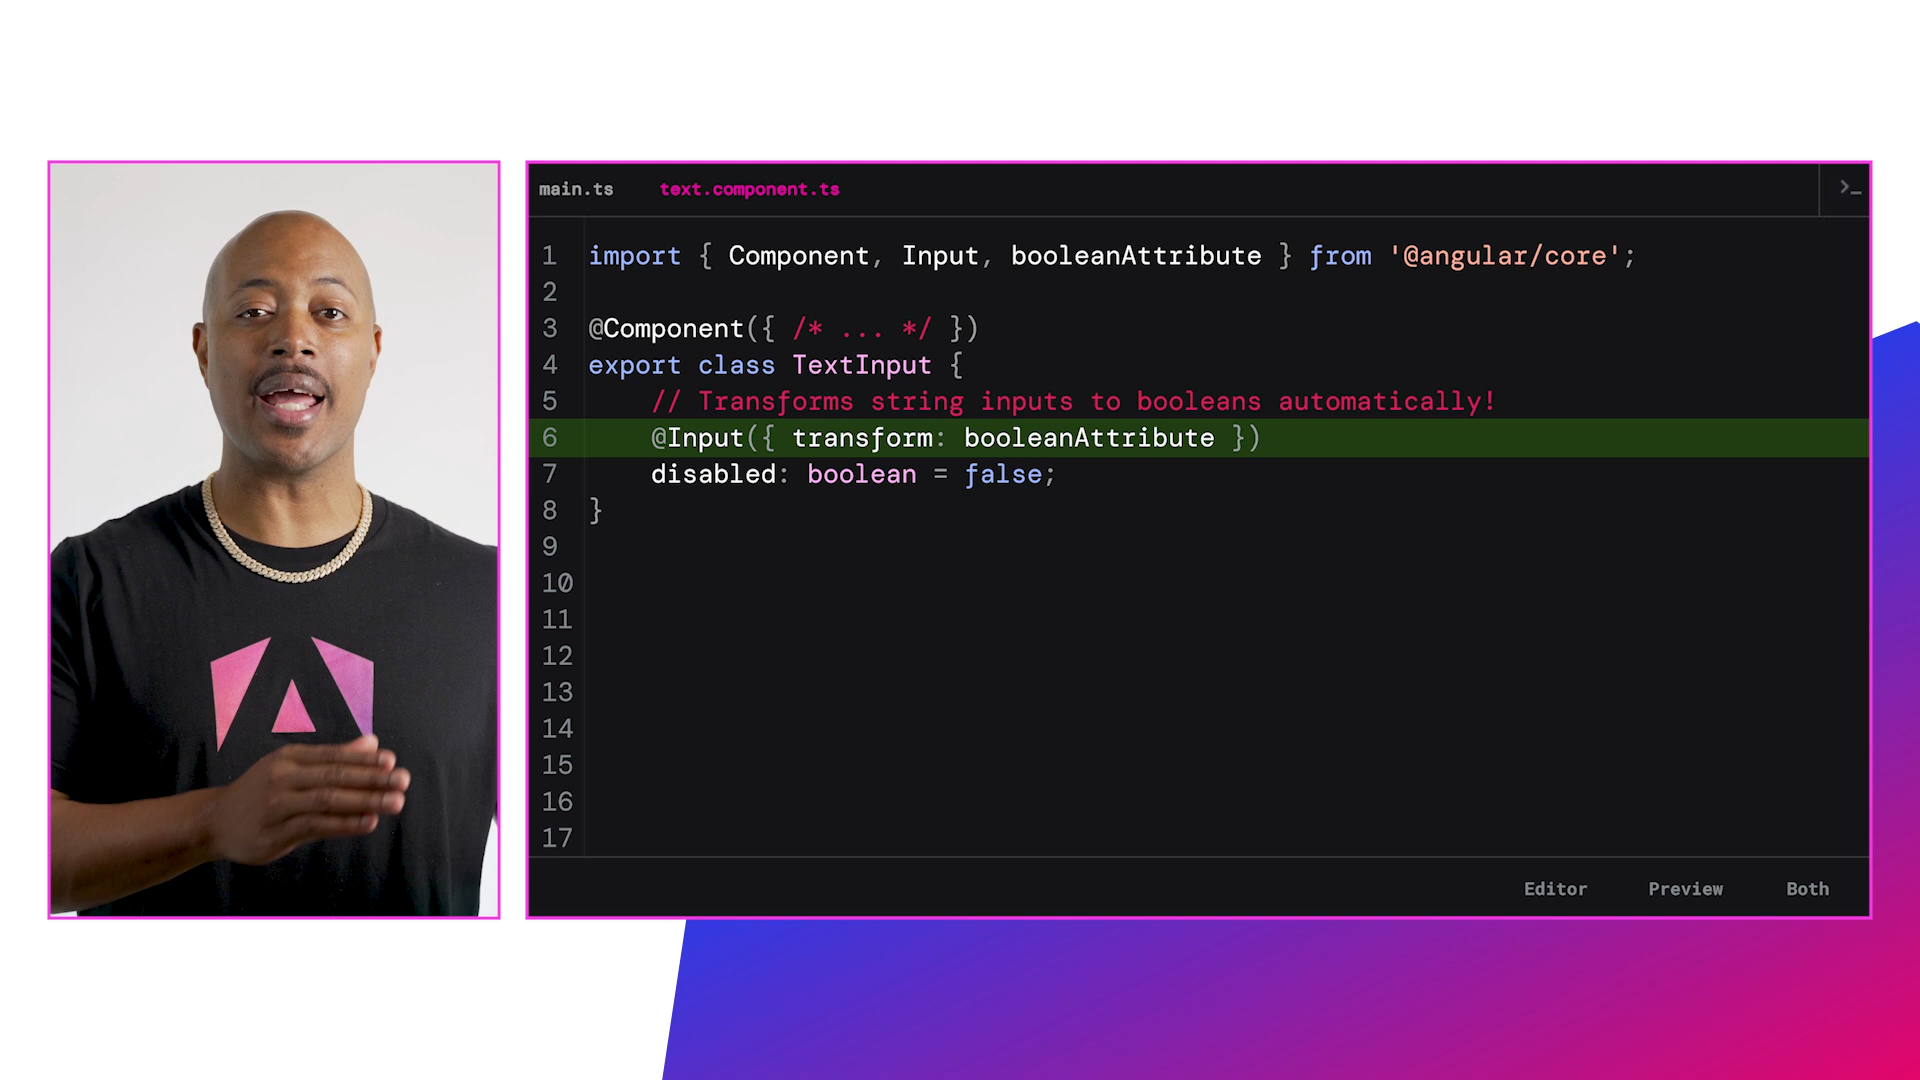 main.ts text.component.ts >_
1 import { Component, Input, booleanAttribute } from '@angular/core';
2
3 @Component({ /* ... */ })
4 export class TextInput {
5 // Transforms string inputs to booleans automatically!
6 @Input({ transform: booleanAttribute })
7 disabled: boolean = false;
8 }
9
10
11
12
13
14
15
16
17
Editor Preview Both